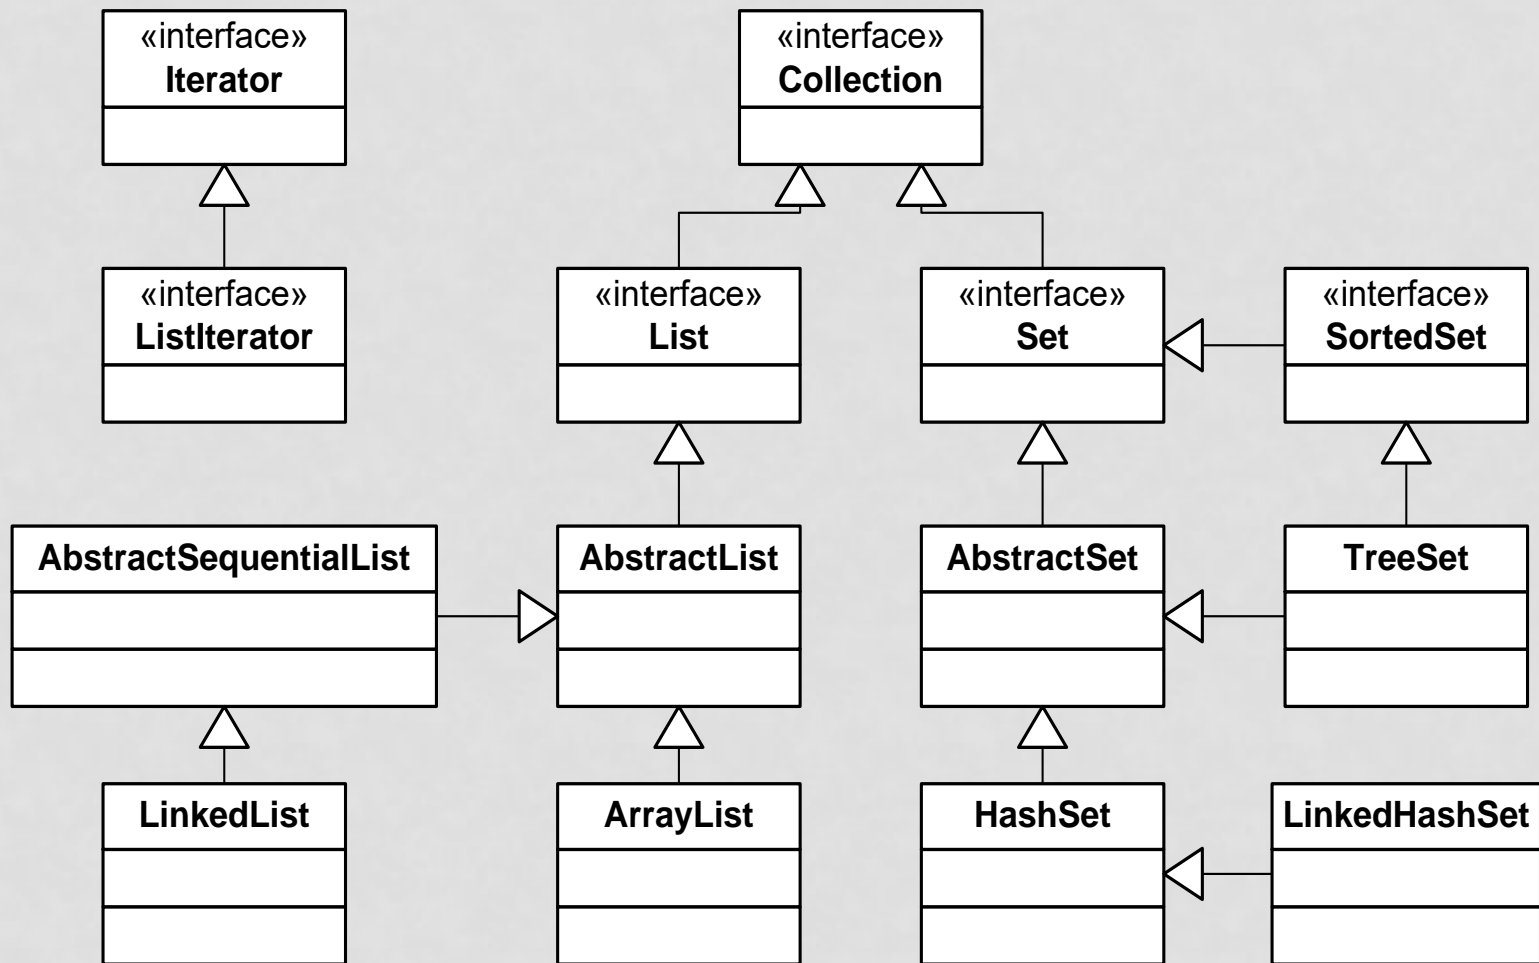 «interface»
Iterator
«interface»
Collection
«interface»
ListIterator
«interface»
List
«interface»
Set
«interface»
SortedSet
AbstractSequentialList
AbstractList
AbstractSet
TreeSet
LinkedList
ArrayList
HashSet
LinkedHashSet